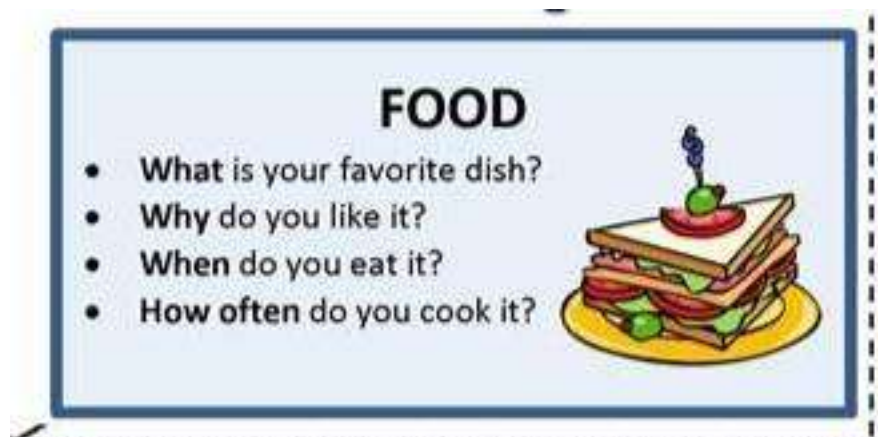 FOOD
• What is your favorite dish?
• Why do you like it?
• When do you eat it?
• How often do you cook it?